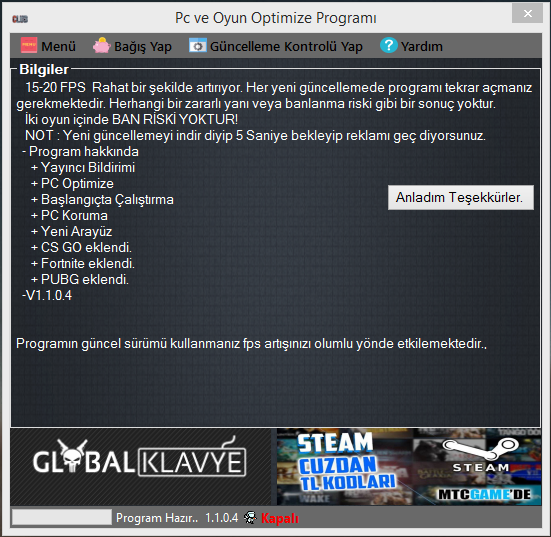 CLUB
Pc ve Oyun Optimize Programı
Menü Bağış Yap Güncelleme Kontrolü Yap Yardım
Bilgiler
15-20 FPS Rahat bir şekilde artırıyor. Her yeni güncellemede programı tekrar açmanız
gerekmektedir. Herhangi bir zararlı yanı veya banlanma riski gibi bir sonuç yoktur.
İki oyun içinde BAN RİSKİ YOKTUR!
NOT : Yeni güncellemeyi indir diyip 5 Saniye bekleyip reklamı geç diyorsunuz.
- Program hakkında
+ Yayıncı Bildirimi
+ PC Optimize
+ Başlangıçta Çalıştırma
+ PC Koruma
+ Yeni Arayüz
+ CS GO eklendi.
+ Fortnite eklendi.
+ PUBG eklendi.
-V1.1.0.4
Anladım Teşekkürler.
Programın güncel sürümü kullanmanız fps artışınızı olumlu yönde etkilemektedir.,
GLOBAL KLAVYE
STEAM
CÜZDAN
TL KODLARI
STEAM
MTCGAME'DE
Program Hazır.. 1.1.0.4 Kapalı